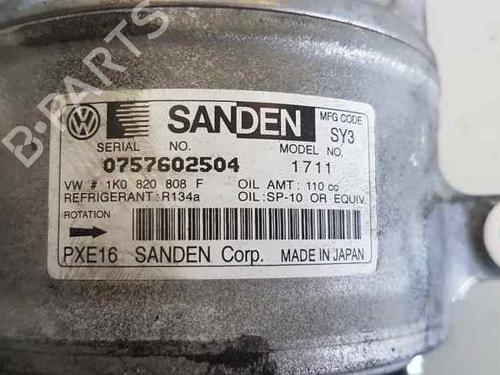 VW
SANDEN
MFG CODE
SY3
SERIAL NO.
MODEL NO.
0757602504
1711
VW # 1K0 820 808 F OIL AMT: 110 cc
REFRIGERANT:R134a OIL:SP-10 OR EQUIV.
ROTATION
PXE16 SANDEN Corp. MADE IN JAPAN
B-PARTS